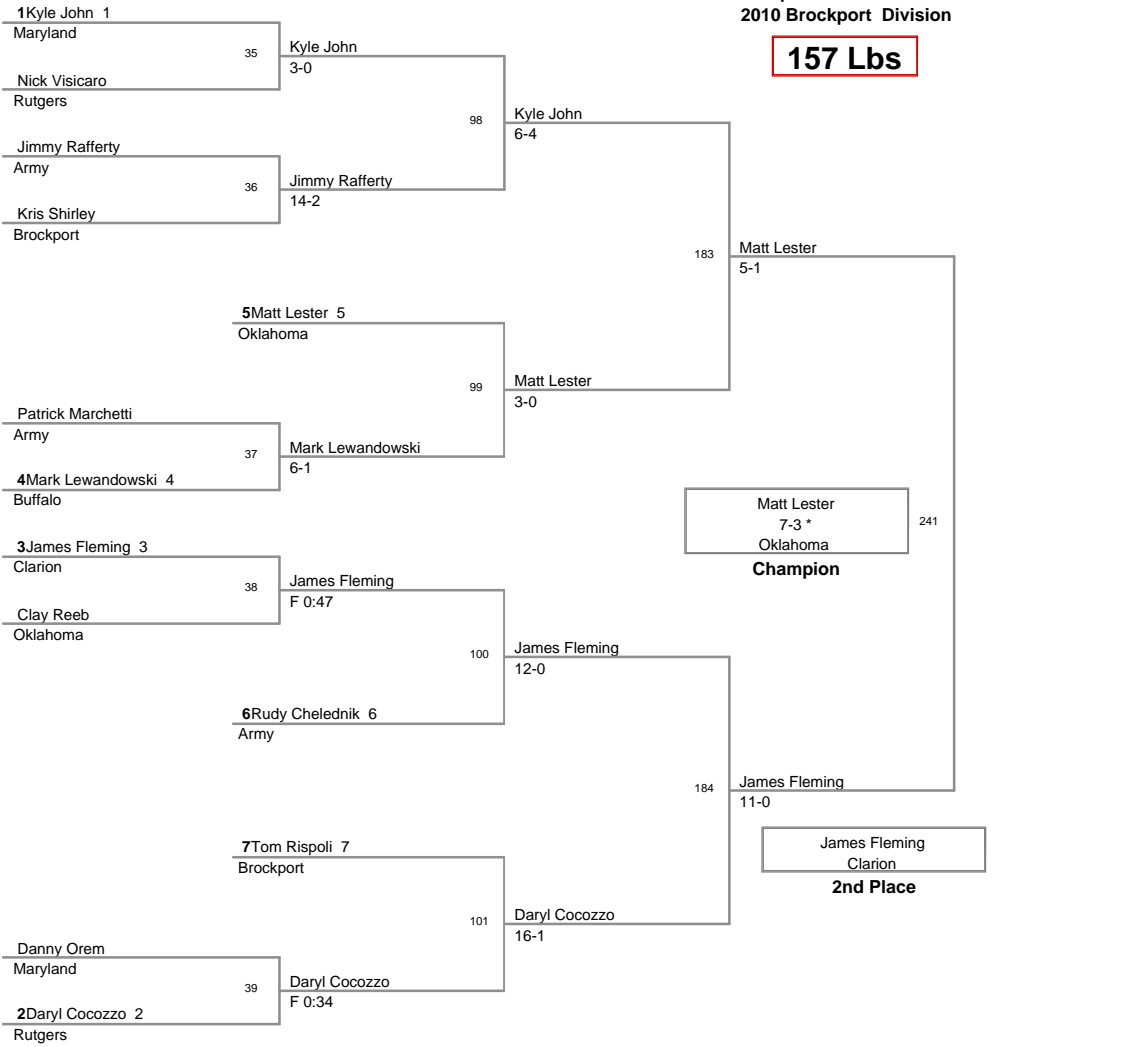 2010 Brockport Division
157 Lbs
1Kyle John 1
Maryland
35
Kyle John
3-0
Nick Visicaro
Rutgers
98
Kyle John
6-4
Jimmy Rafferty
Army
36
Jimmy Rafferty
14-2
Kris Shirley
Brockport
183
Matt Lester
5-1
5Matt Lester 5
Oklahoma
99
Matt Lester
3-0
Patrick Marchetti
Army
37
Mark Lewandowski
6-1
4Mark Lewandowski 4
Buffalo
Matt Lester
7-3 *
Oklahoma
Champion
241
3James Fleming 3
Clarion
38
James Fleming
F 0:47
Clay Reeb
Oklahoma
100
James Fleming
12-0
6Rudy Chelednik 6
Army
184
James Fleming
11-0
James Fleming
Clarion
2nd Place
7Tom Rispoli 7
Brockport
101
Daryl Cocozzo
16-1
Danny Orem
Maryland
39
Daryl Cocozzo
F 0:34
2Daryl Cocozzo 2
Rutgers